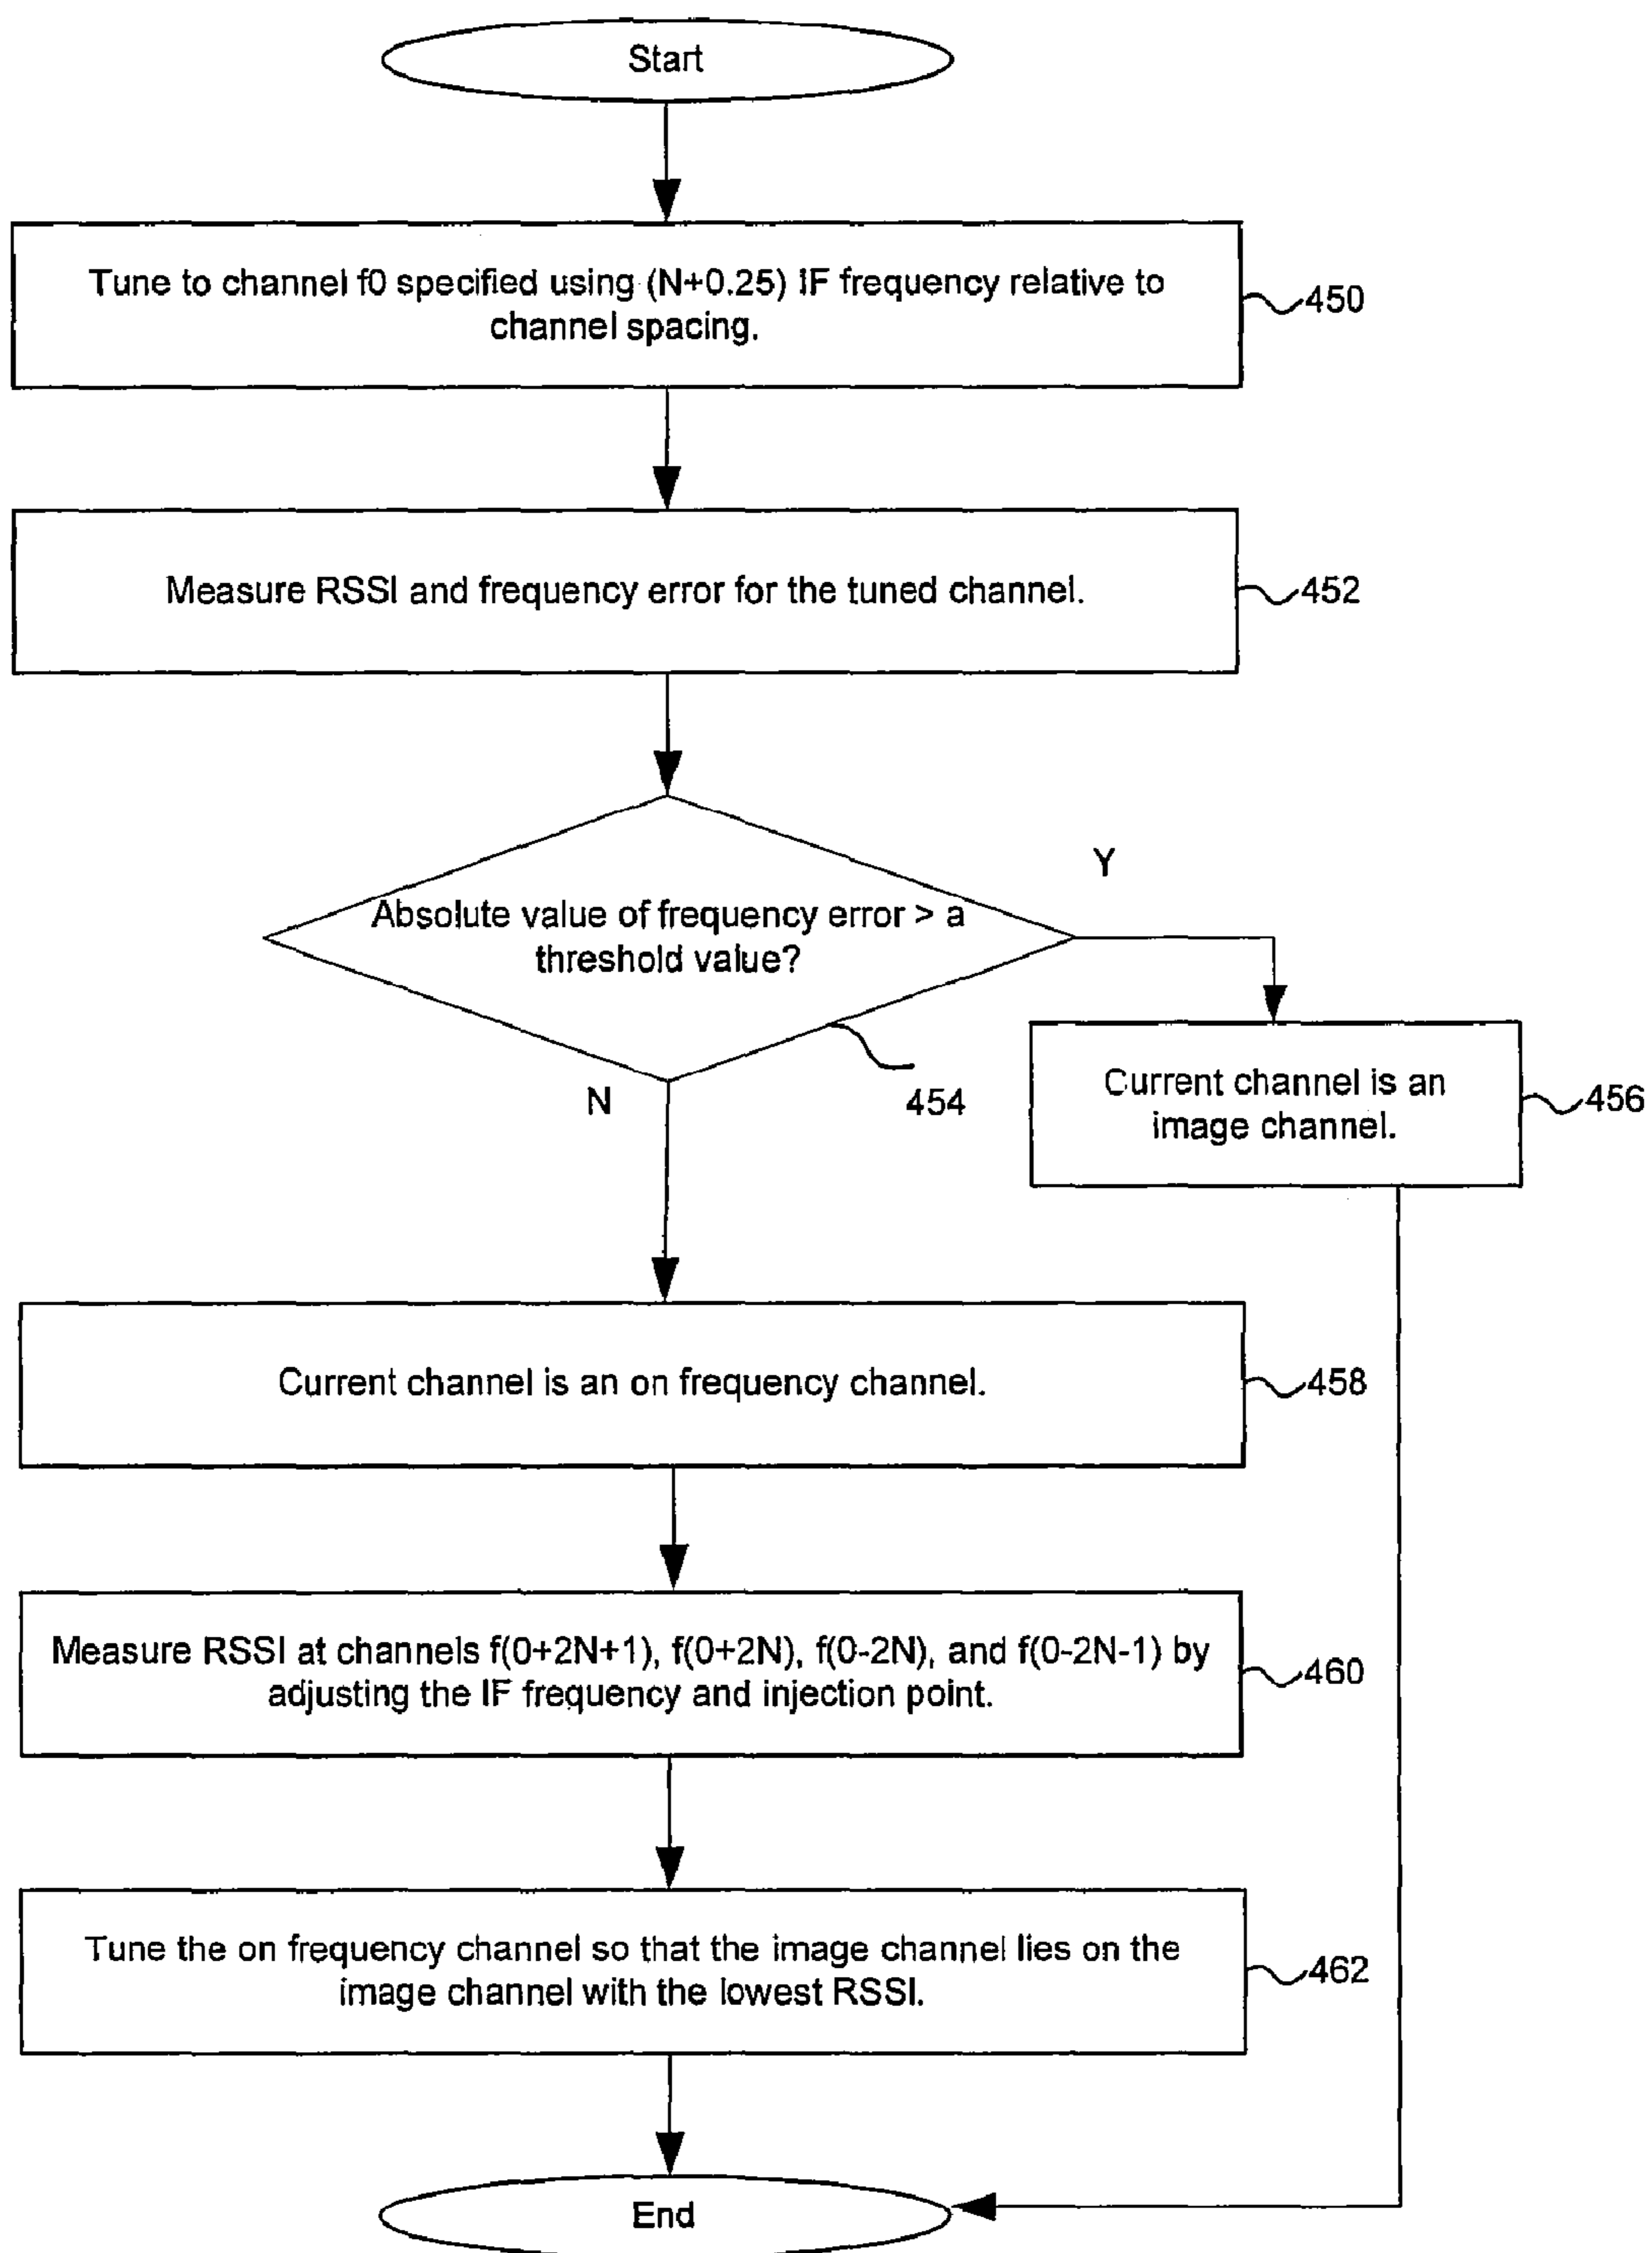 Start
Tune to channel f0 specified using (N+0.25) IF frequency relative to
channel spacing.
450
Measure RSSI and frequency error for the tuned channel.
452
Y
Absolute value of frequency error > a
threshold value?
454
N
Current channel is an
image channel.
456
Current channel is an on frequency channel.
458
Measure RSSI at channels f(0+2N+1), f(0+2N), f(0-2N), and f(0-2N-1) by
adjusting the IF frequency and injection point.
460
Tune the on frequency channel so that the image channel lies on the
image channel with the lowest RSSI.
462
End